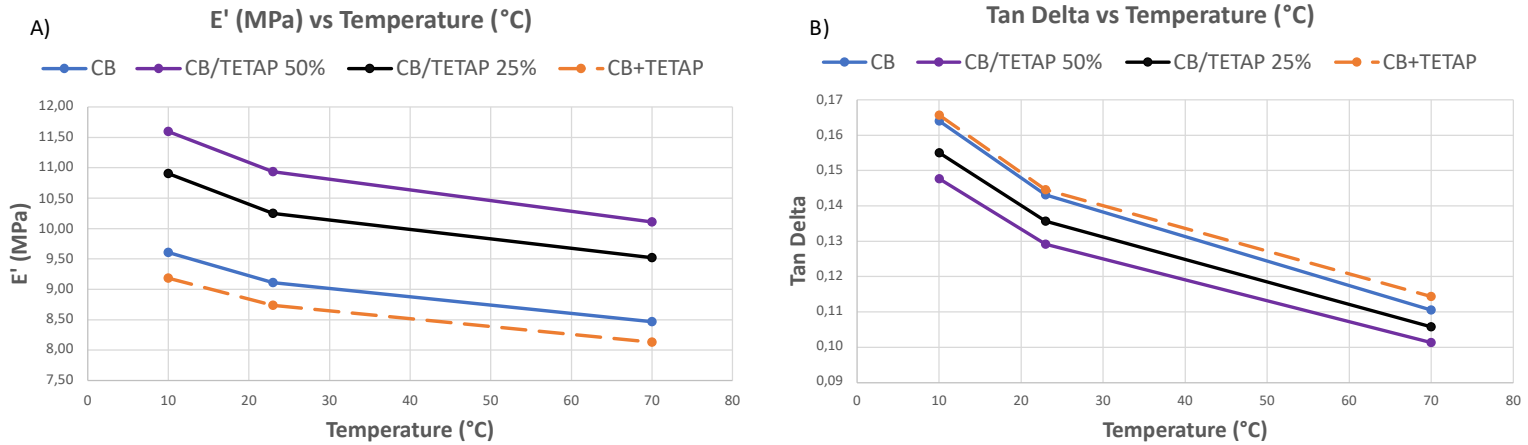 A)
E' (MPa) vs Temperature (°C)
CB CB/TETAP 50% CB/TETAP 25% CB+TETAP
E' (MPa)
12,00
11,50
11,00
10,50
10,00
9,50
9,00
8,50
8,00
7,50
0 10 20 30 40 50 60 70 80
Temperature (°C)
B)
Tan Delta vs Temperature (°C)
CB CB/TETAP 50% CB/TETAP 25% CB+TETAP
Tan Delta
0,17
0,16
0,15
0,14
0,13
0,12
0,11
0,10
0,09
0 10 20 30 40 50 60 70 80
Temperature (°C)